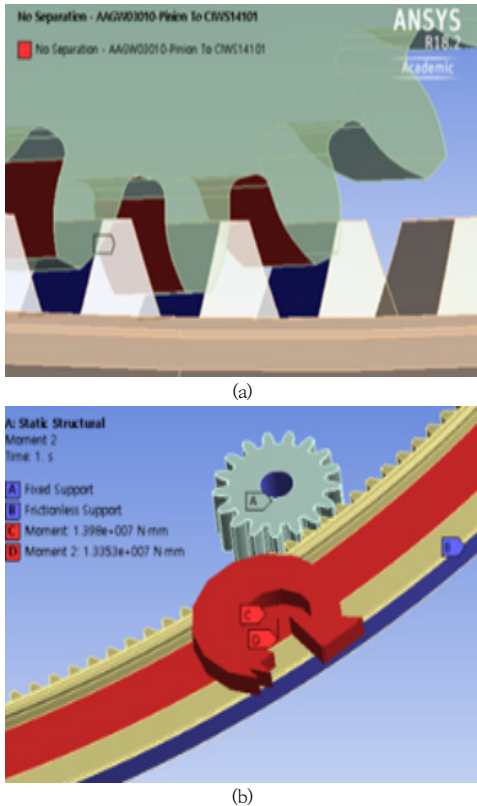 No Separation - AAGW03010-Pinion To CIWS14101
No Separation - AAGW03010-Pinion To CIWS14101
ANSYS
R18.2
Academic
(a)
A: Static Structural
Moment 2
Time: 1. s
A Fixed Support
B Frictionless Support
C Moment: 1.398e+007 N·mm
D Moment 2: 1.3353e+007 N·mm
A
B
C
D
(b)